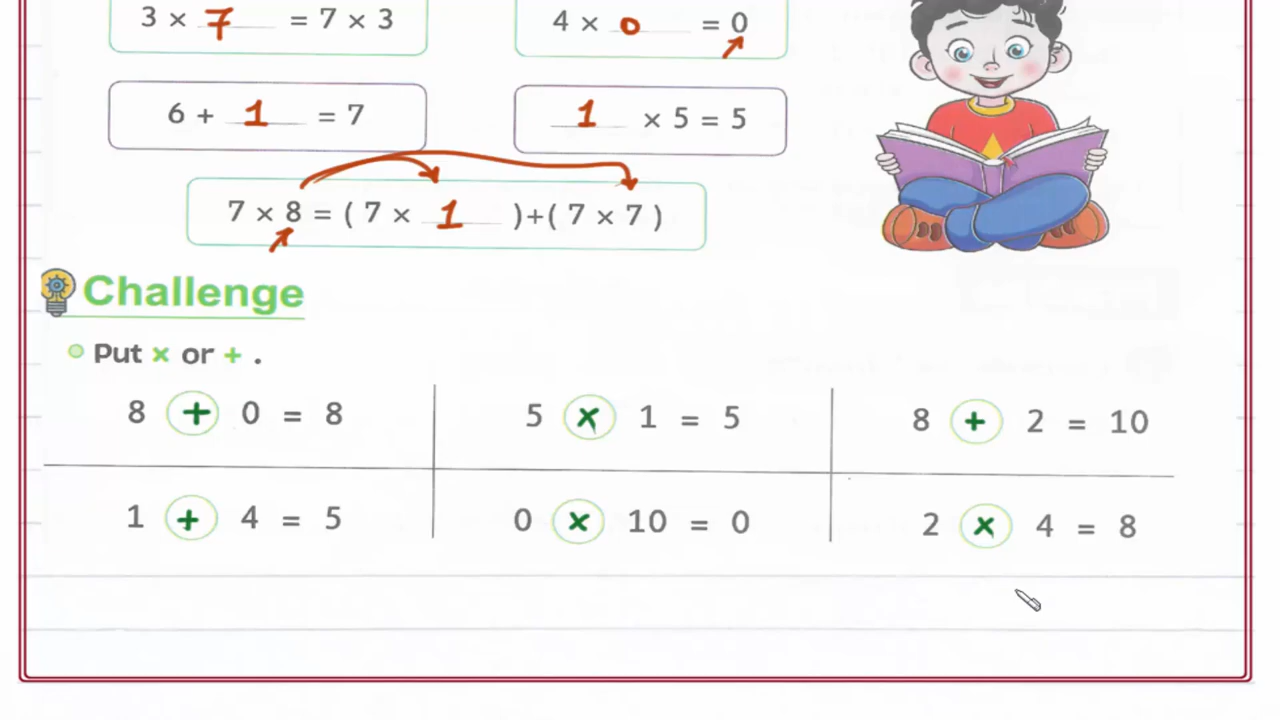 3 × 7 = 7 × 3
4 × 0 = 0
6 + 1 = 7
1 × 5 = 5
7 × 8 = ( 7 × 1 )+( 7 × 7 )
Challenge
Put × or + .
8 + 0 = 8
5 × 1 = 5
8 + 2 = 10
1 + 4 = 5
0 × 10 = 0
2 × 4 = 8